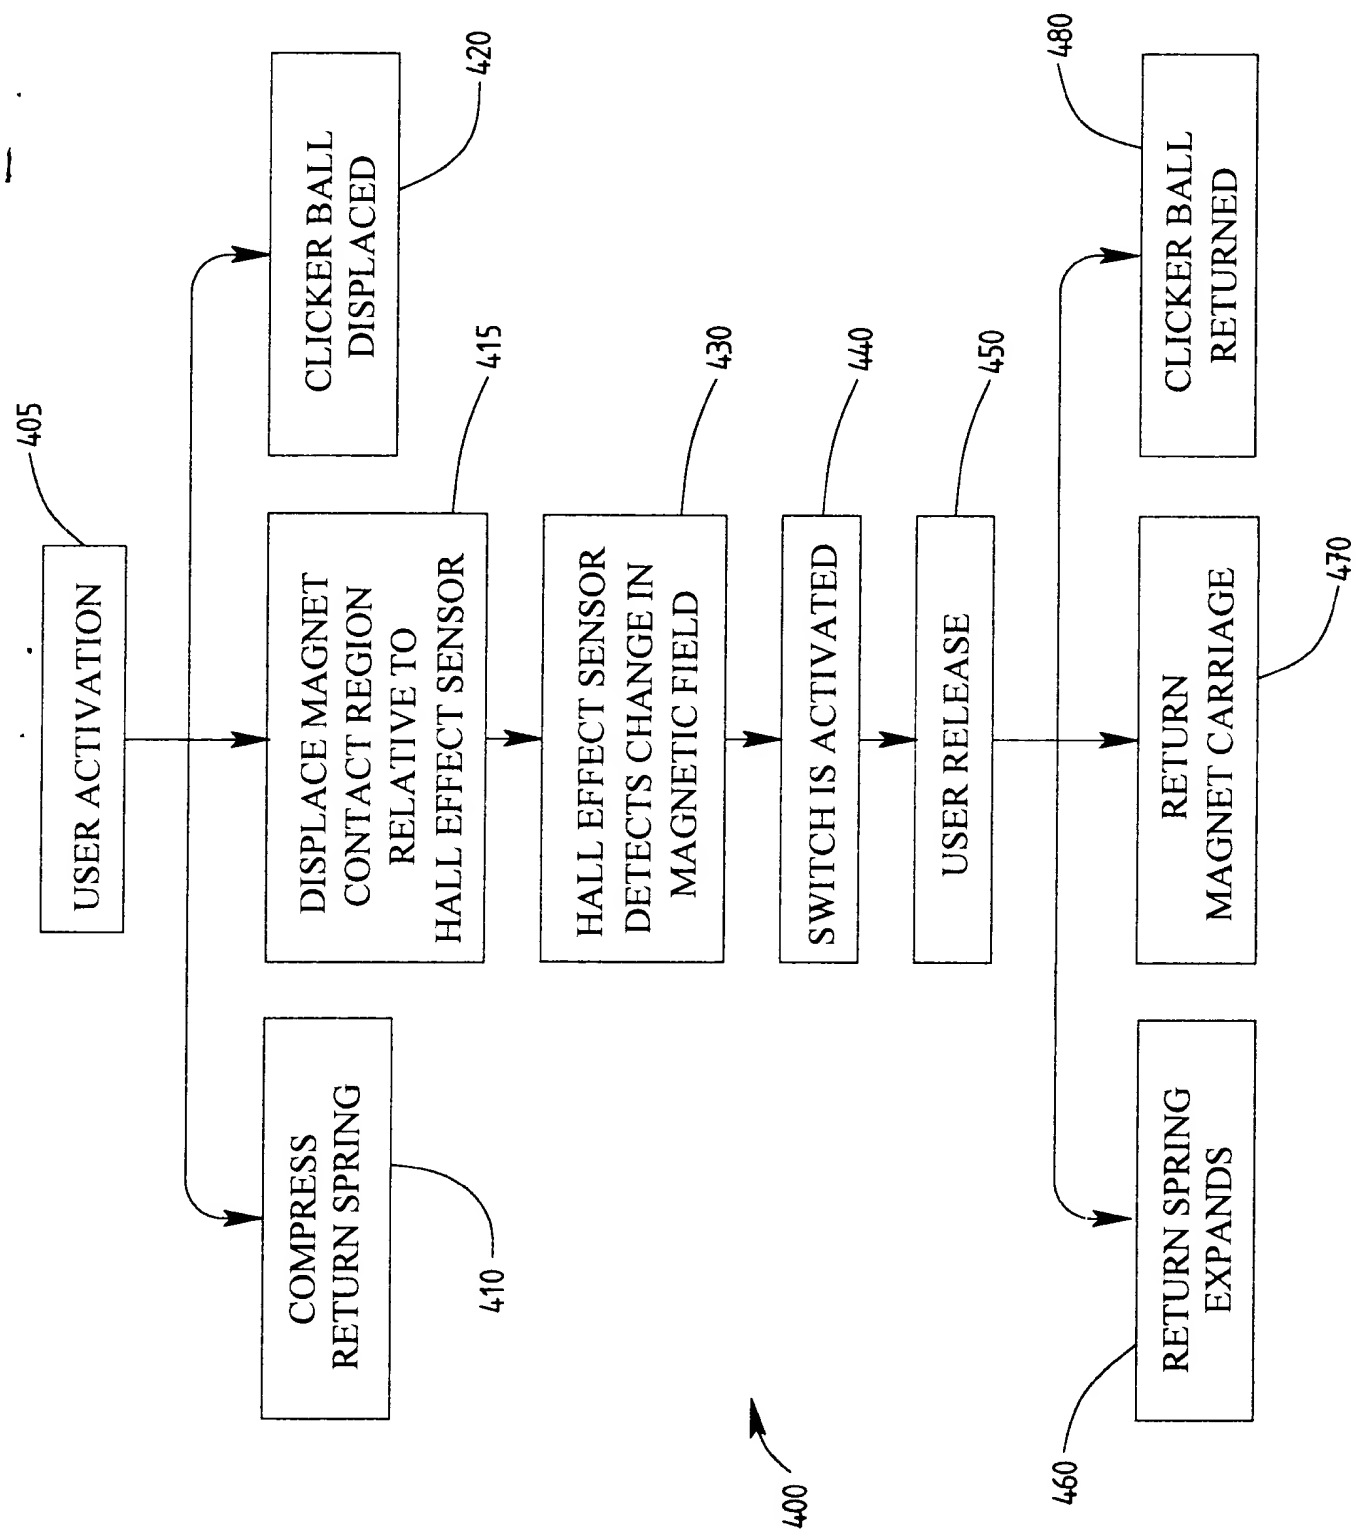 405
USER ACTIVATION
COMPRESS
RETURN SPRING
410
DISPLACE MAGNET
CONTACT REGION
RELATIVE TO
HALL EFFECT SENSOR
415
CLICKER BALL
DISPLACED
420
HALL EFFECT SENSOR
DETECTS CHANGE IN
MAGNETIC FIELD
430
SWITCH IS ACTIVATED
440
USER RELEASE
450
400
460
RETURN SPRING
EXPANDS
RETURN
MAGNET CARRIAGE
470
CLICKER BALL
RETURNED
480